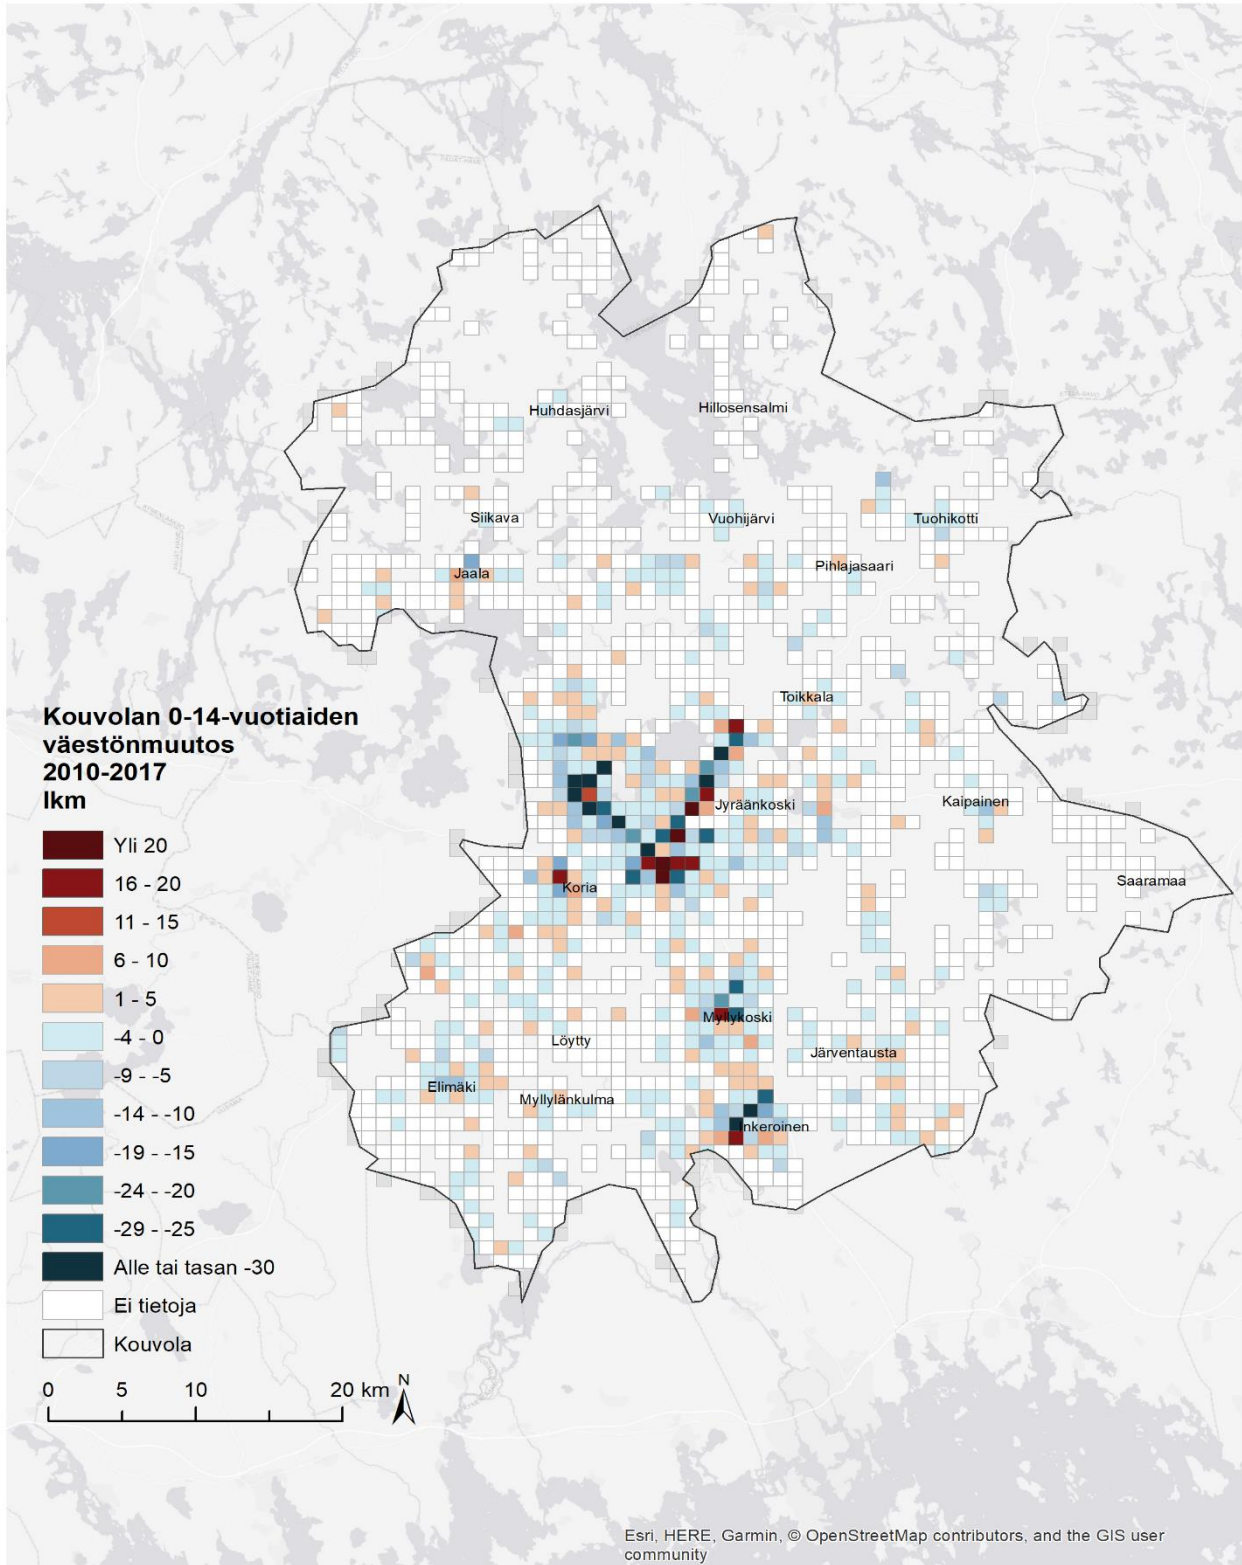 Huhdasjärvi
Hillosensalmi
Siikava
Vuohijärvi
Tuohikotti
Jaala
Pihlajasaari
Toikkala
Kouvolan 0-14-vuotiaiden
väestönmuutos
2010-2017
lkm
Yli 20
16 - 20
11 - 15
6 - 10
1 - 5
-4 - 0
-9 - -5
-14 - -10
-19 - -15
-24 - -20
-29 - -25
Alle tai tasan -30
Ei tietoja
Kouvola
Jyräänkoski
Kaipainen
Koria
Saaramaa
Myllykoski
Löytty
Järventausta
Elimäki
Myllylänkulma
Inkeroinen
0 5 10 20 km
N
Esri, HERE, Garmin, © OpenStreetMap contributors, and the GIS user
community